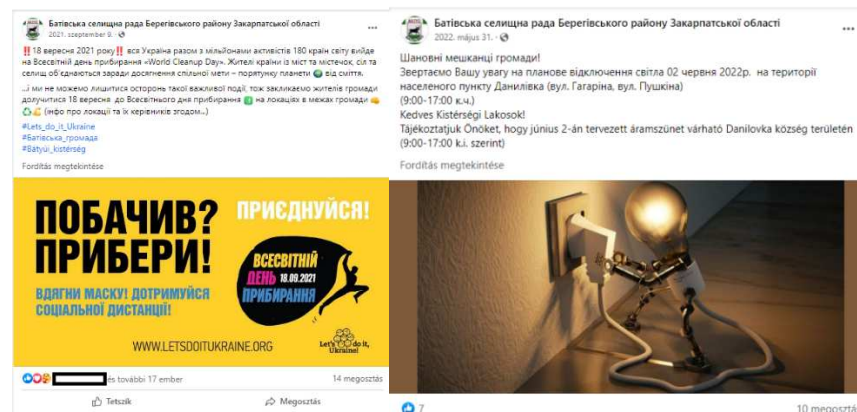 Батівська селищна рада Берегівського району Закарпатської області
2021. szeptember 9.
‼18 вересня 2021 року‼ вся Україна разом з мільйонами активістів 180 країн світу вийде
на Всесвітній день прибирання «World Cleanup Day». Жителі країни із міст та містечок, сіл та
селищ об'єднаються заради досягнення спільної мети – порятунку планети від сміття.
...і ми не можемо лишитися осторонь такої важливої події, тож закликаємо жителів громади
долучитися 18 вересня до Всесвітнього дня прибирання на локаціях в межах громади
(інфо про локації та їх керівників згодом...)
#Lets_do_it_Ukraine
#Батівська_громада
#Bátyúi_kistérség
Fordítás megtekintése
ПОБАЧИВ?
ПРИБЕРИ!
ВДЯГНИ МАСКУ! ДОТРИМУЙСЯ
СОЦІАЛЬНОЇ ДИСТАНЦІЇ!
ПРИЄДНУЙСЯ!
ВСЕСВІТНІЙ
ДЕНЬ 18.09.2021
ПРИБИРАННЯ
WWW.LETSDOITUKRAINE.ORG
Let's do it,
Ukraine!
és további 17 ember
14 megosztás
Tetszik
Megosztás
Батівська селищна рада Берегівського району Закарпатської області
2022. május 31.
Шановні мешканці громади!
Звертаємо Вашу увагу на планове відключення світла 02 червня 2022р. на території
населеного пункту Данилівка (вул. Гагаріна, вул. Пушкіна)
(9:00-17:00 к.ч.)
Kedves Kistérségi Lakosok!
Tájékoztatjuk Önöket, hogy június 2-án tervezett áramszünet várható Danilovka község területén
(9:00-17:00 k.i. szerint)
Fordítás megtekintése
7
10 megosztá